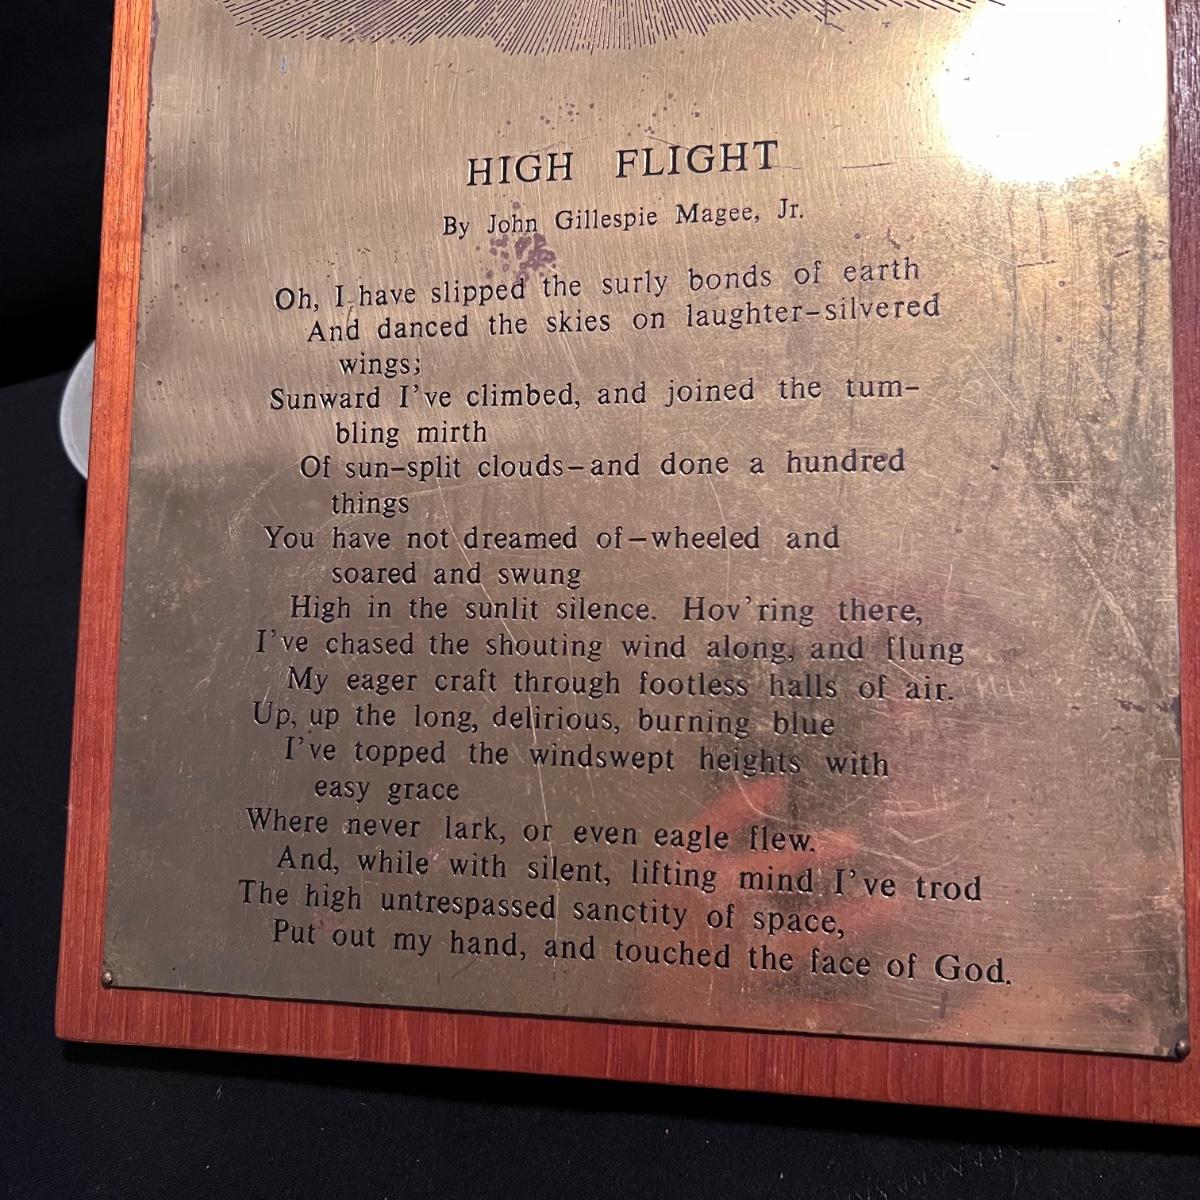 HIGH FLIGHT
By John Gillespie Magee, Jr.
Oh, I have slipped the surly bonds of earth
And danced the skies on laughter-silvered
wings;
Sunward I've climbed, and joined the tum-
bling mirth
Of sun-split clouds-and done a hundred
things
You have not dreamed of-wheeled and
soared and swung
High in the sunlit silence. Hov'ring there,
I've chased the shouting wind along, and flung
My eager craft through footless halls of air.
Up, up the long, delirious, burning blue
I've topped the windswept heights with
easy grace
Where never lark, or even eagle flew.
And, while with silent, lifting mind I've trod
The high untrespassed sanctity of space,
Put out my hand, and touched the face of God.